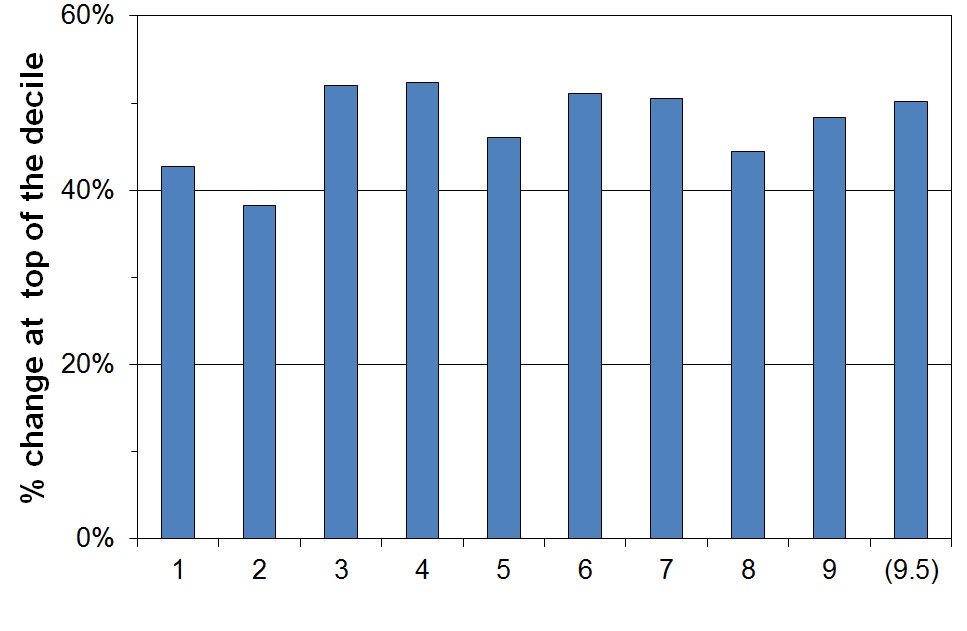 % change at  top of the decile
60%
40%
20%
0%
1 2 3 4 5 6 7 8 9 (9.5)